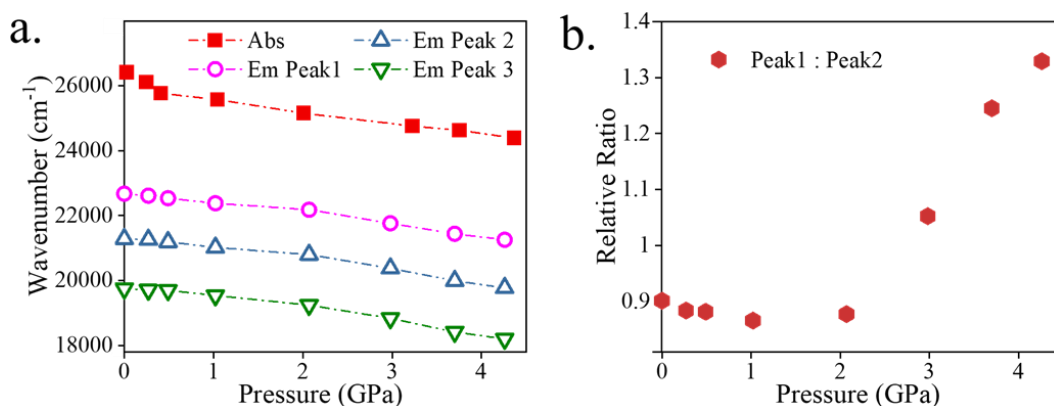 a.
Abs
Em Peak 2
Em Peak1
Em Peak 3
26000
24000
22000
20000
18000
Wavenumber (cm-1)
0
1
2
3
4
Pressure (GPa)
b.
Peak1 : Peak2
1.4
1.3
1.2
1.1
1
0.9
Relative Ratio
0
1
2
3
4
Pressure (GPa)